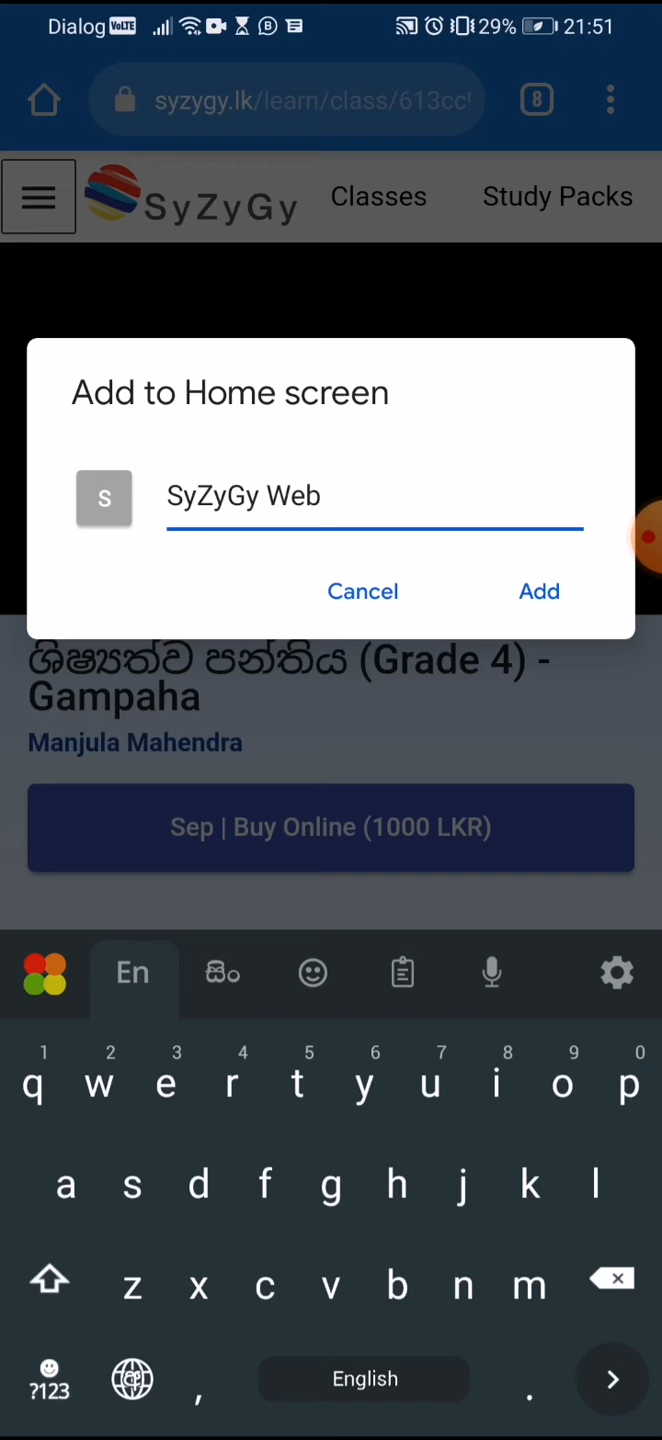 Dialog VoLTE 29% 21:51
syzygy.lk/learn/class/613cc9
8
SyZyGy Classes Study Packs
Add to Home screen
S SyZyGy Web
Cancel Add
ශිෂ්‍යත්ව පන්තිය (Grade 4) -
Gampaha
Manjula Mahendra
Sep | Buy Online (1000 LKR)
En සිං
1 2 3 4 5 6 7 8 9 0
q w e r t y u i o p
a s d f g h j k l
z x c v b n m
?123 , English .